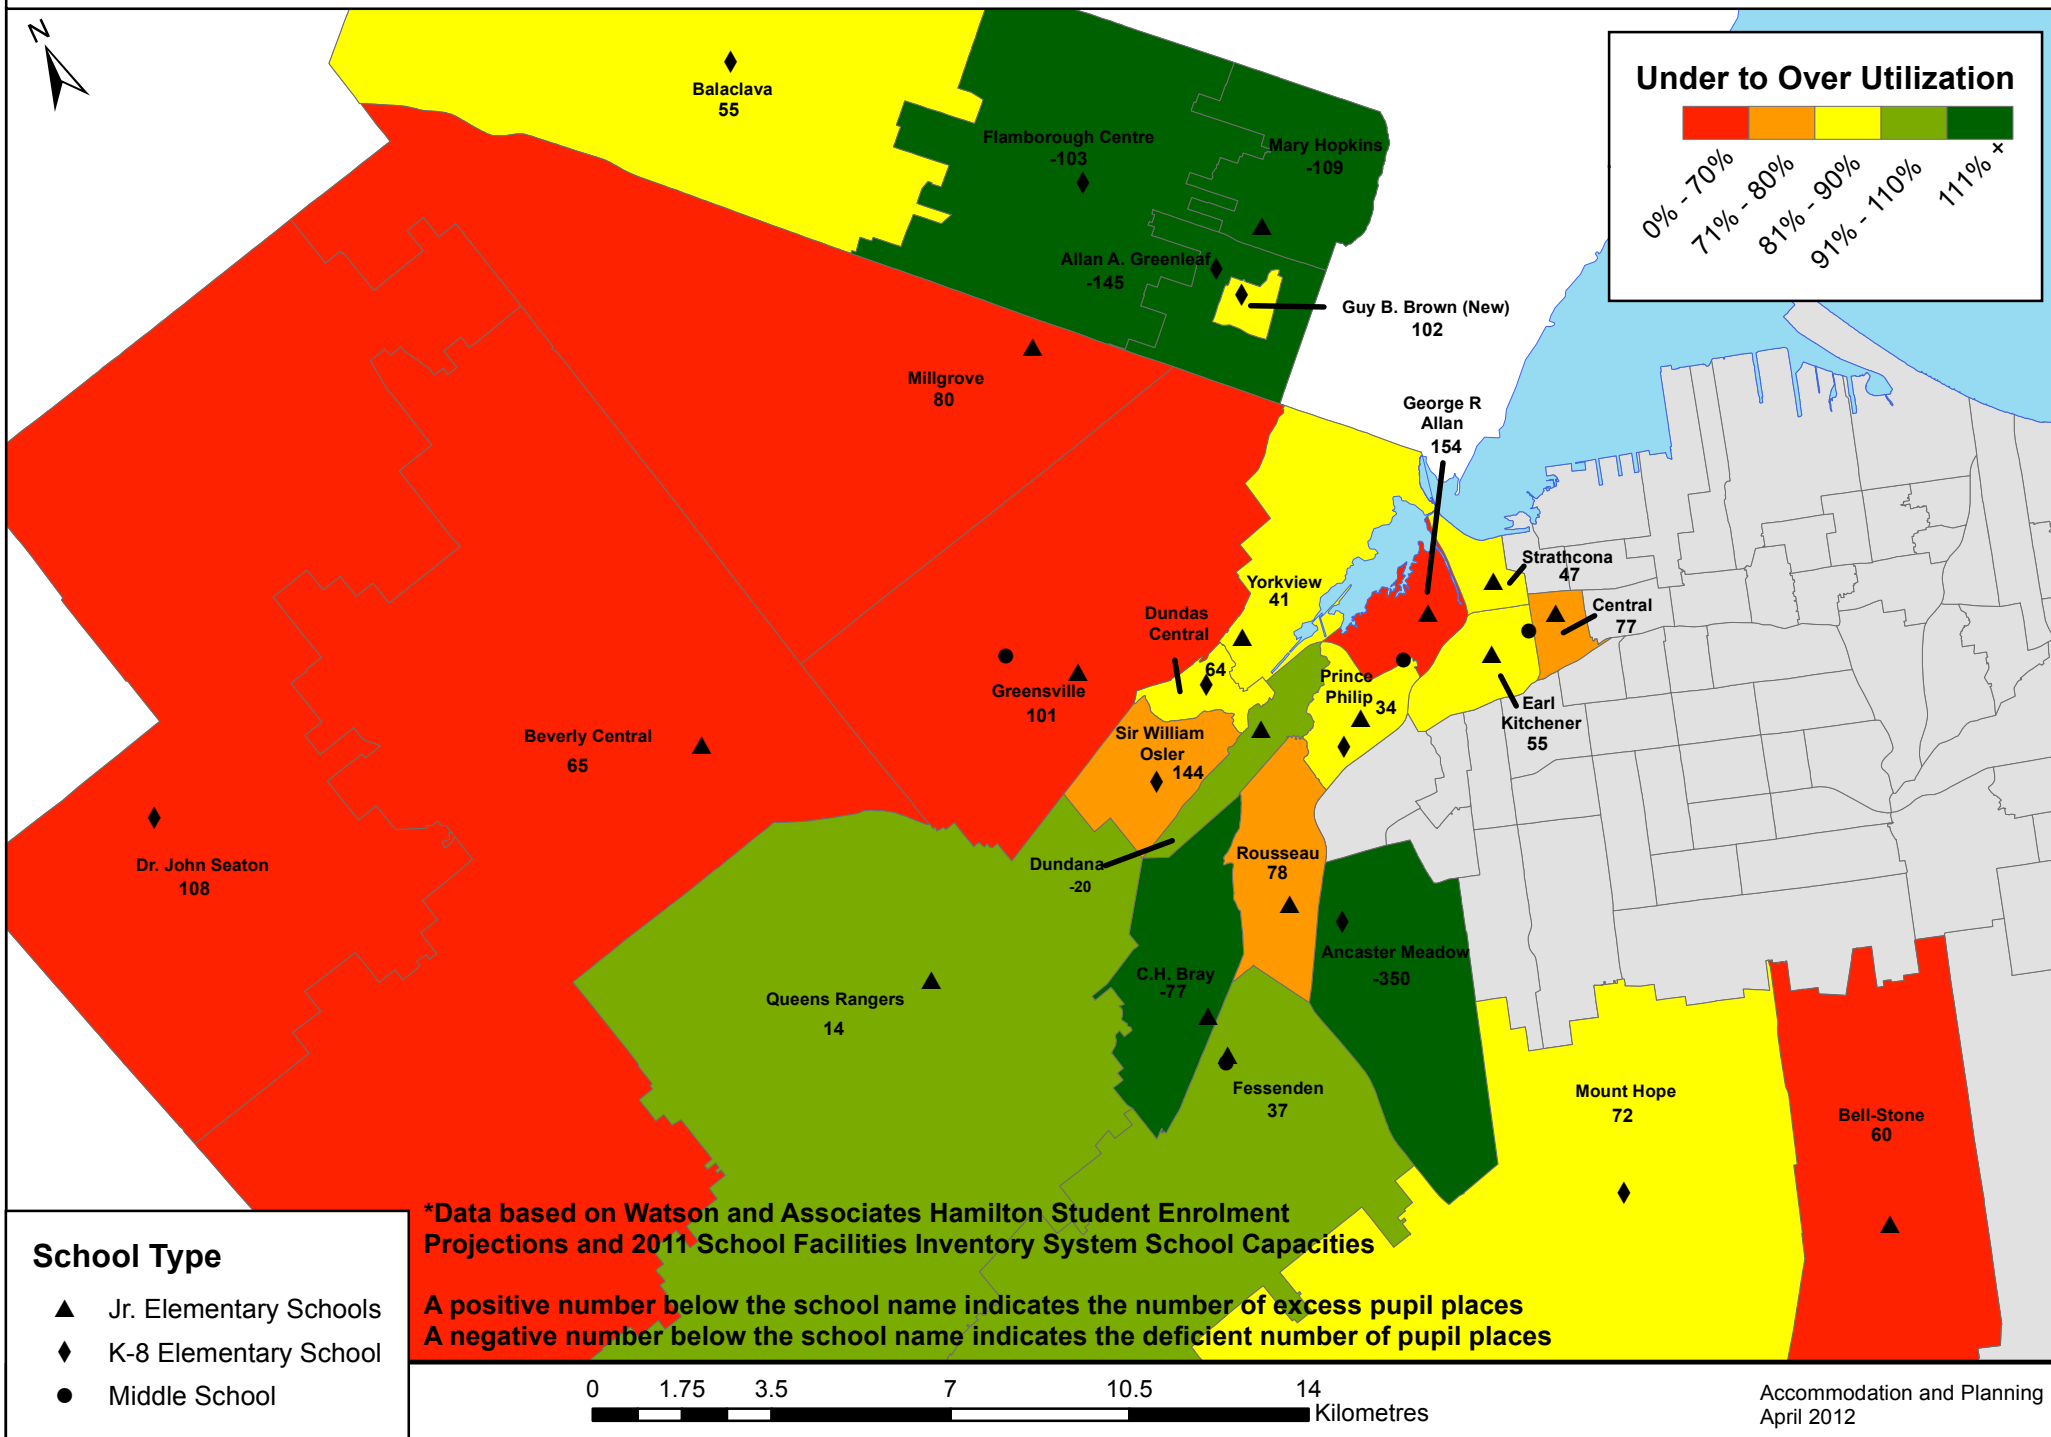 N
Under to Over Utilization
0% - 70%
71% - 80%
81% - 90%
91% - 110%
111% +
Balaclava
55
Flamborough Centre
-103
Mary Hopkins
-109
Allan A. Greenleaf
-145
Guy B. Brown (New)
102
Millgrove
80
George R
Allan
154
Strathcona
47
Yorkview
41
Central
77
Dundas
Central
64
Greensville
101
Prince
Philip
34
Earl
Kitchener
55
Sir William
Osler
144
Beverly Central
65
Dr. John Seaton
108
Dundana
-20
Rousseau
78
Ancaster Meadow
-350
C.H. Bray
-77
Queens Rangers
14
Fessenden
37
Mount Hope
72
Bell-Stone
60
*Data based on Watson and Associates Hamilton Student Enrolment
Projections and 2011 School Facilities Inventory System School Capacities
A positive number below the school name indicates the number of excess pupil places
A negative number below the school name indicates the deficient number of pupil places
School Type
Jr. Elementary Schools
K-8 Elementary School
Middle School
0 1.75 3.5 7 10.5 14
Kilometres
Accommodation and Planning
April 2012